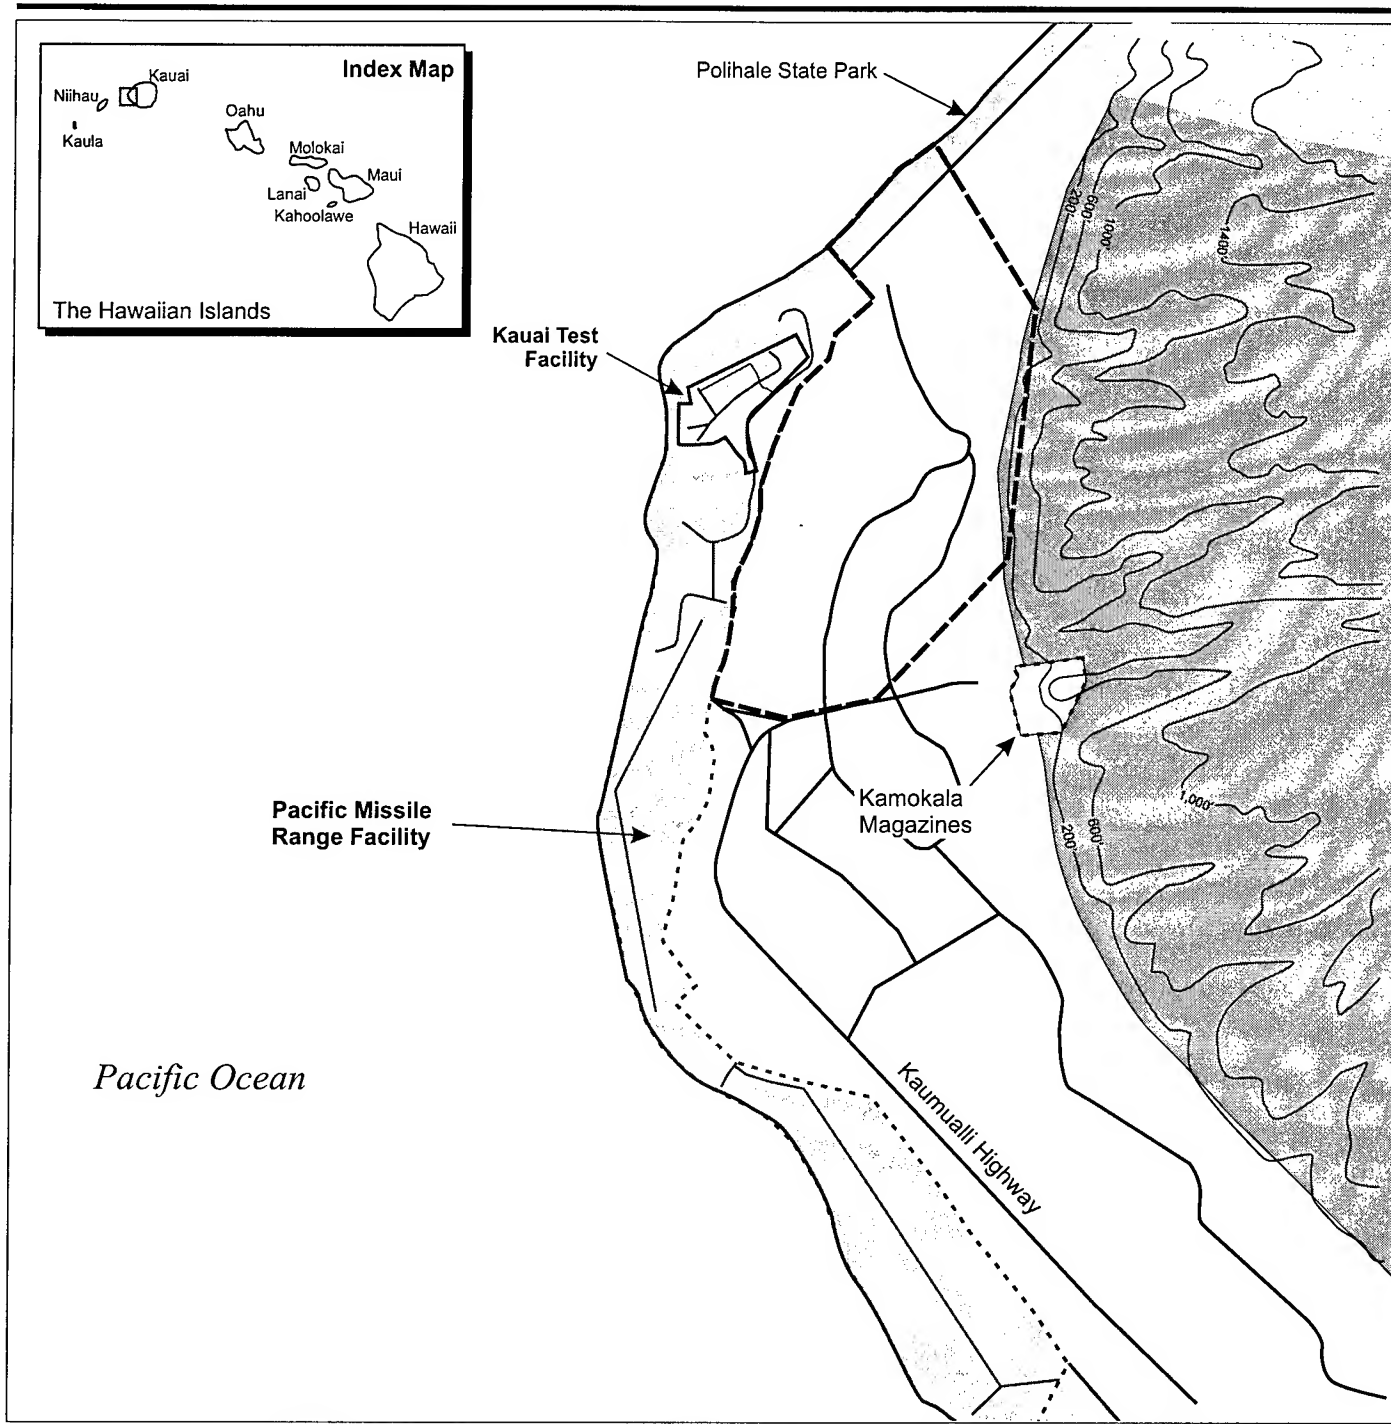 Index Map
Kauai
Niihau
Kaula
Oahu
Molokai
Maui
Lanai
Kahoolawe
Hawaii
The Hawaiian Islands
Polihale State Park
Kauai Test
Facility
200'
600'
1000'
1400'
Pacific Missile
Range Facility
Kamokala
Magazines
1,000'
200'
600'
Pacific Ocean
Kaumualli Highway